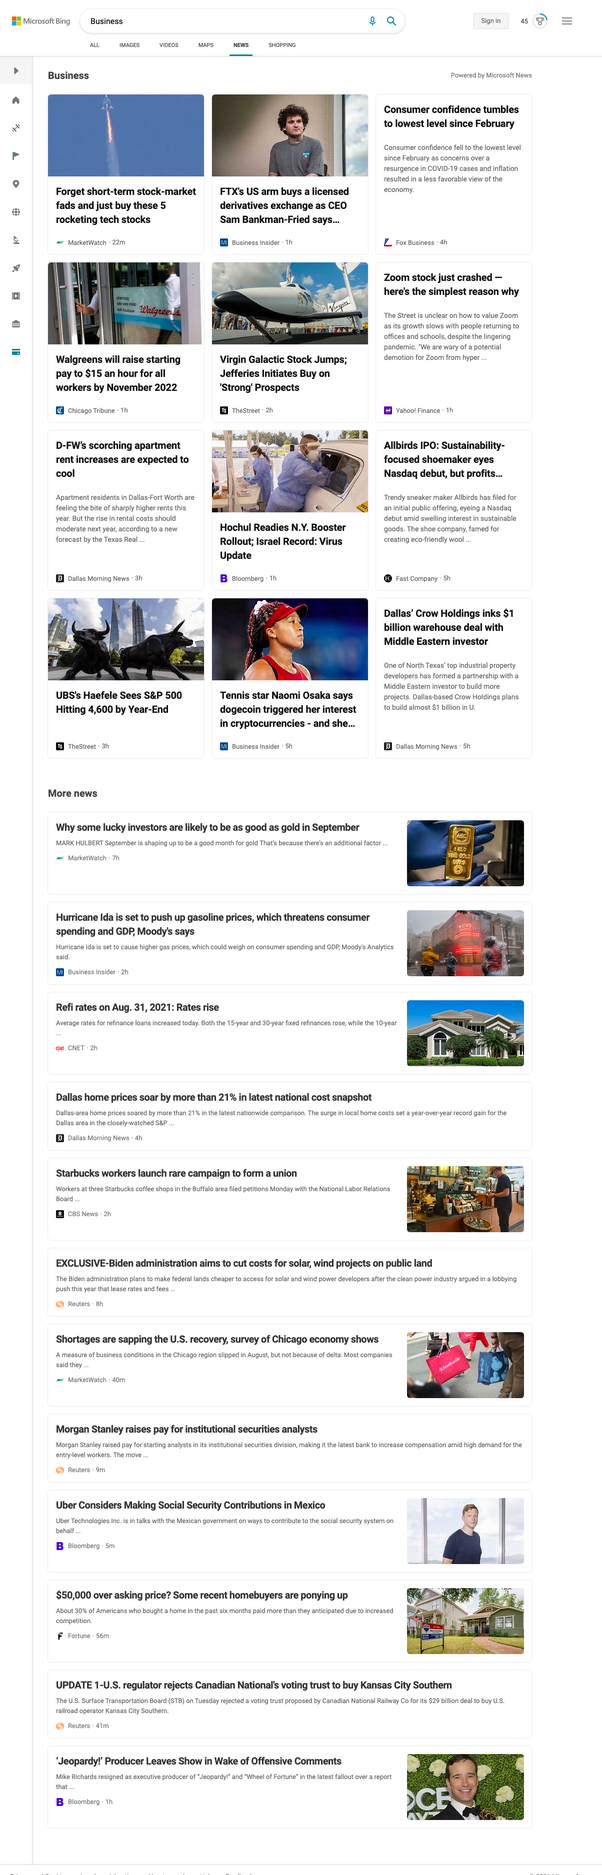 Microsoft Bing
Business
Sign in
45
ALL IMAGES VIDEOS MAPS NEWS SHOPPING
Business
Powered by Microsoft News
Forget short-term stock-market
fads and just buy these 5
rocketing tech stocks
MarketWatch · 22m
FTX's US arm buys a licensed
derivatives exchange as CEO
Sam Bankman-Fried says...
Business Insider · 1h
Consumer confidence tumbles
to lowest level since February
Consumer confidence fell to the lowest level
since February as concerns over a
resurgence in COVID-19 cases and inflation
resulted in a less favorable view of the
economy.
Fox Business · 4h
Walgreens
Walgreens will raise starting
pay to $15 an hour for all
workers by November 2022
Chicago Tribune · 1h
Virgin Galactic Stock Jumps;
Jefferies Initiates Buy on
'Strong' Prospects
TheStreet · 2h
Zoom stock just crashed —
here's the simplest reason why
The Street is unclear on how to value Zoom
as its growth slows with people returning to
offices and schools, despite the lingering
pandemic. "We are wary of a potential
demotion for Zoom from hyper ...
Yahoo! Finance · 1h
D-FW's scorching apartment
rent increases are expected to
cool
Apartment residents in Dallas-Fort Worth are
feeling the bite of sharply higher rents this
year. But the rise in rental costs should
moderate next year, according to a new
forecast by the Texas Real ...
Dallas Morning News · 3h
Hochul Readies N.Y. Booster
Rollout; Israel Record: Virus
Update
Bloomberg · 1h
Allbirds IPO: Sustainability-
focused shoemaker eyes
Nasdaq debut, but profits...
Trendy sneaker maker Allbirds has filed for
an initial public offering, eyeing a Nasdaq
debut amid swelling interest in sustainable
goods. The shoe company, famed for
creating eco-friendly wool ...
Fast Company · 5h
UBS's Haefele Sees S&P 500
Hitting 4,600 by Year-End
TheStreet · 3h
Tennis star Naomi Osaka says
dogecoin triggered her interest
in cryptocurrencies - and she...
Business Insider · 5h
Dallas' Crow Holdings inks $1
billion warehouse deal with
Middle Eastern investor
One of North Texas' top industrial property
developers has formed a partnership with a
Middle Eastern investor to build more
projects. Dallas-based Crow Holdings plans
to build almost $1 billion in U.
Dallas Morning News · 5h
More news
Why some lucky investors are likely to be as good as gold in September
MARK HULBERT September is shaping up to be a good month for gold That's because there's an additional factor ...
MarketWatch · 7h
Hurricane Ida is set to push up gasoline prices, which threatens consumer
spending and GDP, Moody's says
Hurricane Ida is set to cause higher gas prices, which could weigh on consumer spending and GDP, Moody's Analytics
said.
Business Insider · 2h
Refi rates on Aug. 31, 2021: Rates rise
Average rates for refinance loans increased today. Both the 15-year and 30-year fixed refinances rose, while the 10-year
...
CNET · 2h
Dallas home prices soar by more than 21% in latest national cost snapshot
Dallas-area home prices soared by more than 21% in the latest nationwide comparison. The surge in local home costs set a year-over-year record gain for the
Dallas area in the closely-watched S&P ...
Dallas Morning News · 4h
Starbucks workers launch rare campaign to form a union
Workers at three Starbucks coffee shops in the Buffalo area filed petitions Monday with the National Labor Relations
Board ...
CBS News · 2h
EXCLUSIVE-Biden administration aims to cut costs for solar, wind projects on public land
The Biden administration plans to make federal lands cheaper to access for solar and wind power developers after the clean power industry argued in a lobbying
push this year that lease rates and fees ...
Reuters · 8h
Shortages are sapping the U.S. recovery, survey of Chicago economy shows
A measure of business conditions in the Chicago region slipped in August, but not because of delta: Most companies
said they ...
MarketWatch · 40m
Morgan Stanley raises pay for institutional securities analysts
Morgan Stanley raised pay for starting analysts in its institutional securities division, making it the latest bank to increase compensation amid high demand for the
entry-level workers. The move ...
Reuters · 9m
Uber Considers Making Social Security Contributions in Mexico
Uber Technologies Inc. is in talks with the Mexican government on ways to contribute to the social security system on
behalf ...
Bloomberg · 5m
$50,000 over asking price? Some recent homebuyers are ponying up
About 30% of Americans who bought a home in the past six months paid more than they anticipated due to increased
competition.
Fortune · 56m
UPDATE 1-U.S. regulator rejects Canadian National's voting trust to buy Kansas City Southern
The U.S. Surface Transportation Board (STB) on Tuesday rejected a voting trust proposed by Canadian National Railway Co for its $29 billion deal to buy U.S.
railroad operator Kansas City Southern.
Reuters · 41m
'Jeopardy!' Producer Leaves Show in Wake of Offensive Comments
Mike Richards resigned as executive producer of "Jeopardy!" and "Wheel of Fortune" in the latest fallout over a report
that ...
Bloomberg · 1h